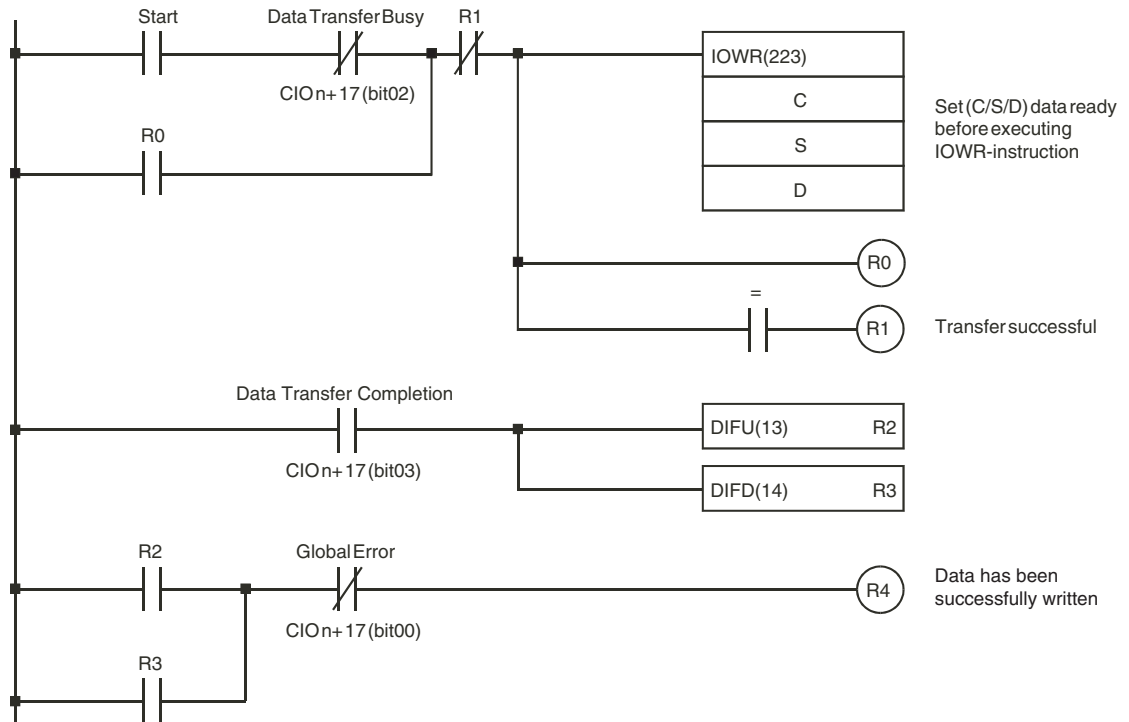 Start
Data Transfer Busy
R1
IOWR(223)
CIO n+ 17 (bit02)
C
S
D
Set (C/S/D) data ready
before executing
IOWR-instruction
R0
R0
=
R1
Transfer successful
Data Transfer Completion
DIFU(13) R2
CIO n+ 17 (bit03)
DIFD(14) R3
R2
Global Error
R4
Data has been
successfully written
CIO n+ 17 (bit00)
R3